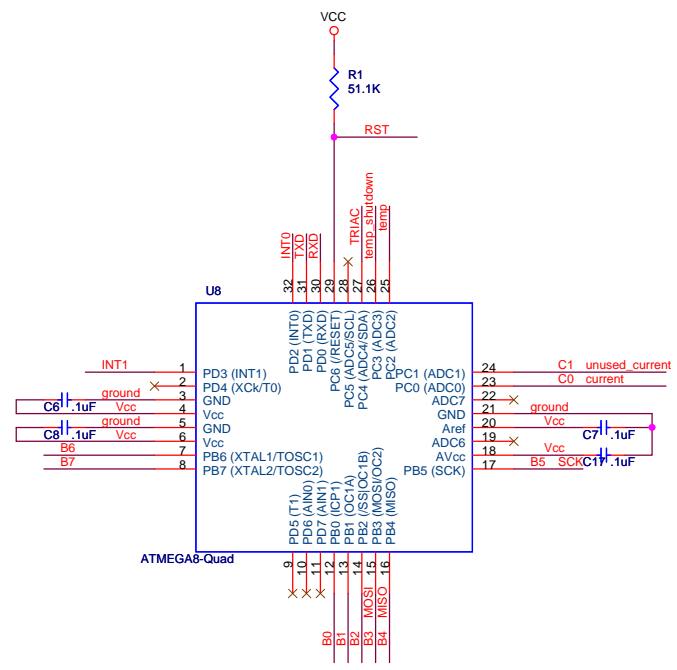 VCC
R1
51.1K
RST
INT0
TXD
RXD
TRIAC
temp_shutdown
temp
U8
32
31
30
29
28
27
26
25
PD2 (INT0)
PD1 (TXD)
PD0 (RXD)
PC6 (/RESET)
PC5 (ADC5/SCL)
PC4 (ADC4/SDA)
PC3 (ADC3)
PC2 (ADC2)
INT1 1 PD3 (INT1)
2 PD4 (XCk/T0)
ground 3 GND
C6 .1uF Vcc 4 Vcc
ground 5 GND
C8 .1uF Vcc 6 Vcc
B6 7 PB6 (XTAL1/TOSC1)
B7 8 PB7 (XTAL2/TOSC2)
PC1 (ADC1) 24 C1 unused_current
PC0 (ADC0) 23 C0 current
ADC7 22
GND 21 ground
Aref 20 Vcc C7 .1uF
ADC6 19
AVcc 18 Vcc
PB5 (SCK) 17 B5 SCK C17 .1uF
PD5 (T1)
PD6 (AIN0)
PD7 (AIN1)
PB0 (ICP1)
PB1 (OC1A)
PB2 (/SS/OC1B)
PB3 (MOSI/OC2)
PB4 (MISO)
ATMEGA8-Quad
9
10
11
12
13
14
15
16
B0
B1
B2
B3 MOSI
B4 MISO